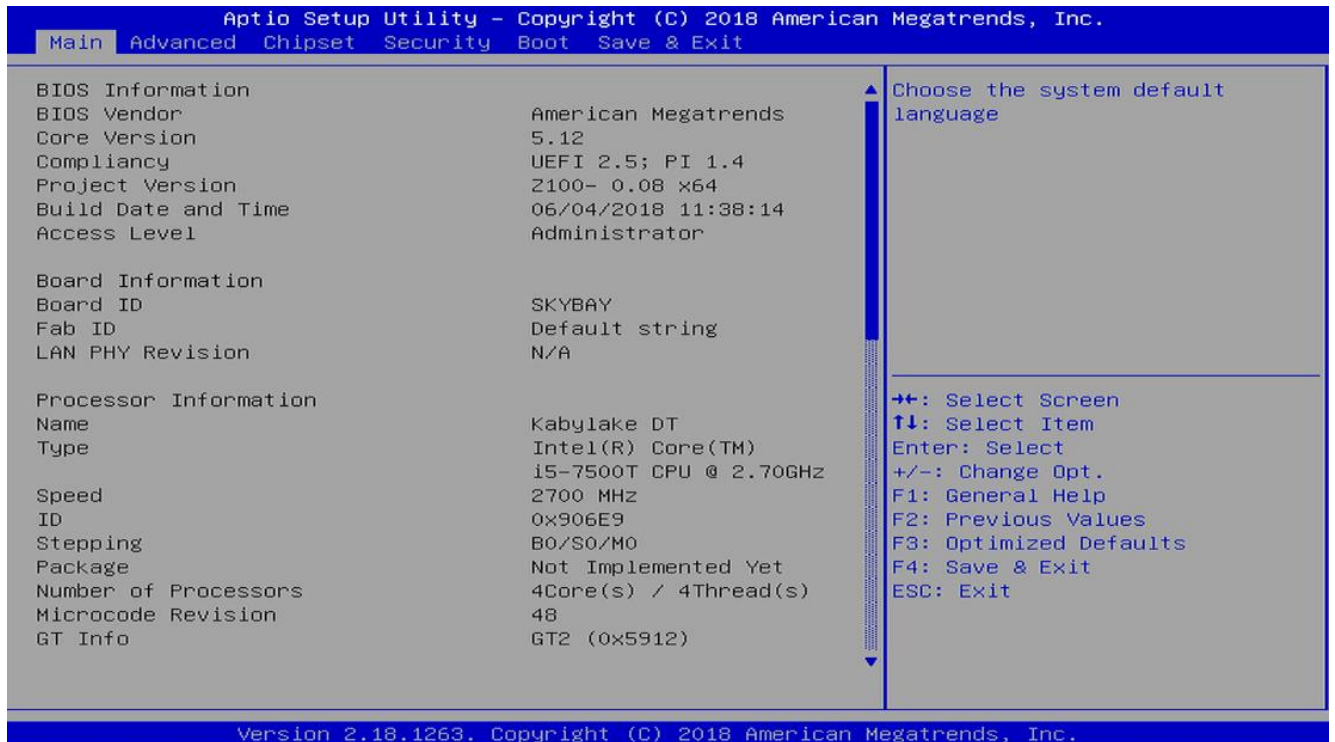 Aptio Setup Utility – Copyright (C) 2018 American Megatrends, Inc.
Main Advanced Chipset Security Boot Save & Exit
BIOS Information
BIOS Vendor American Megatrends
Core Version 5.12
Compliancy UEFI 2.5; PI 1.4
Project Version Z100- 0.08 x64
Build Date and Time 06/04/2018 11:38:14
Access Level Administrator
Board Information
Board ID SKYBAY
Fab ID Default string
LAN PHY Revision N/A
Processor Information
Name Kabylake DT
Type Intel(R) Core(TM)
i5-7500T CPU @ 2.70GHz
Speed 2700 MHz
ID 0x906E9
Stepping B0/S0/M0
Package Not Implemented Yet
Number of Processors 4Core(s) / 4Thread(s)
Microcode Revision 48
GT Info GT2 (0x5912)
Choose the system default
language
→←: Select Screen
↑↓: Select Item
Enter: Select
+/-: Change Opt.
F1: General Help
F2: Previous Values
F3: Optimized Defaults
F4: Save & Exit
ESC: Exit
Version 2.18.1263. Copyright (C) 2018 American Megatrends, Inc.